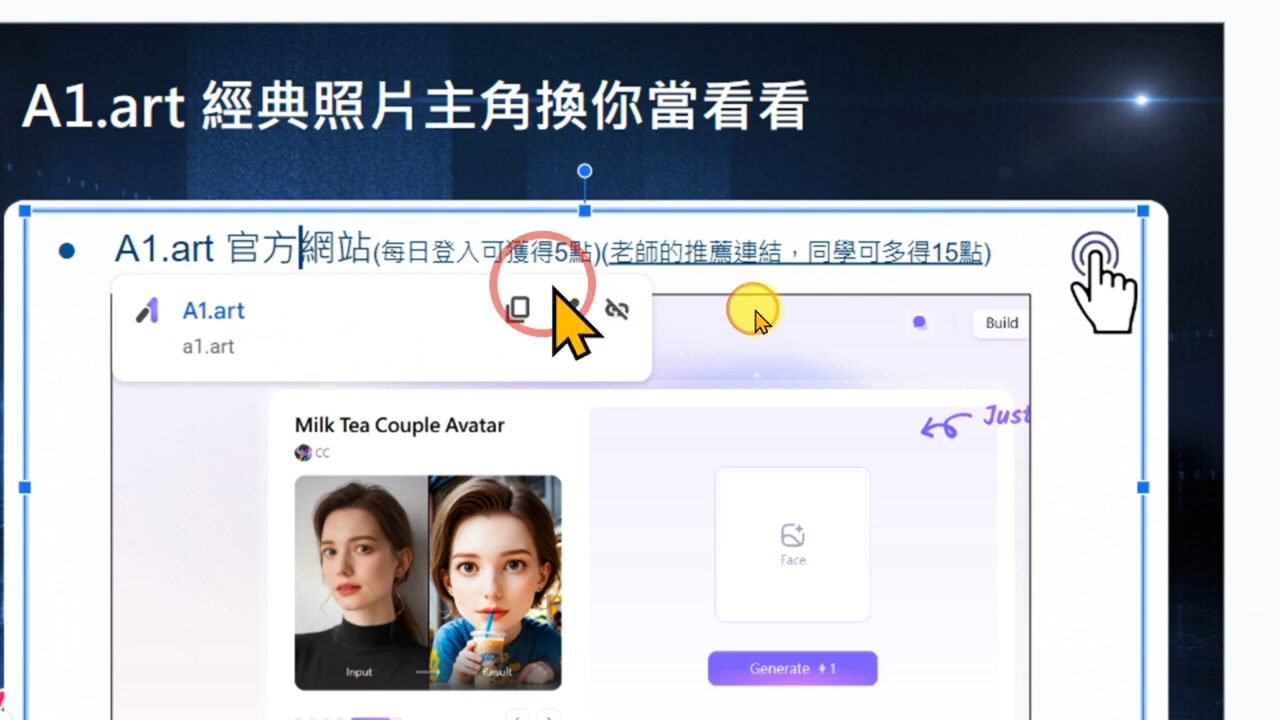 A1.art 經典照片主角換你當看看
A1.art 官方網站(每日登入可獲得5點)(老師的推薦連結，同學可多得15點)
A1.art
a1.art
Build
Just
Milk Tea Couple Avatar
CC
Face
Input
Result
Generate 1